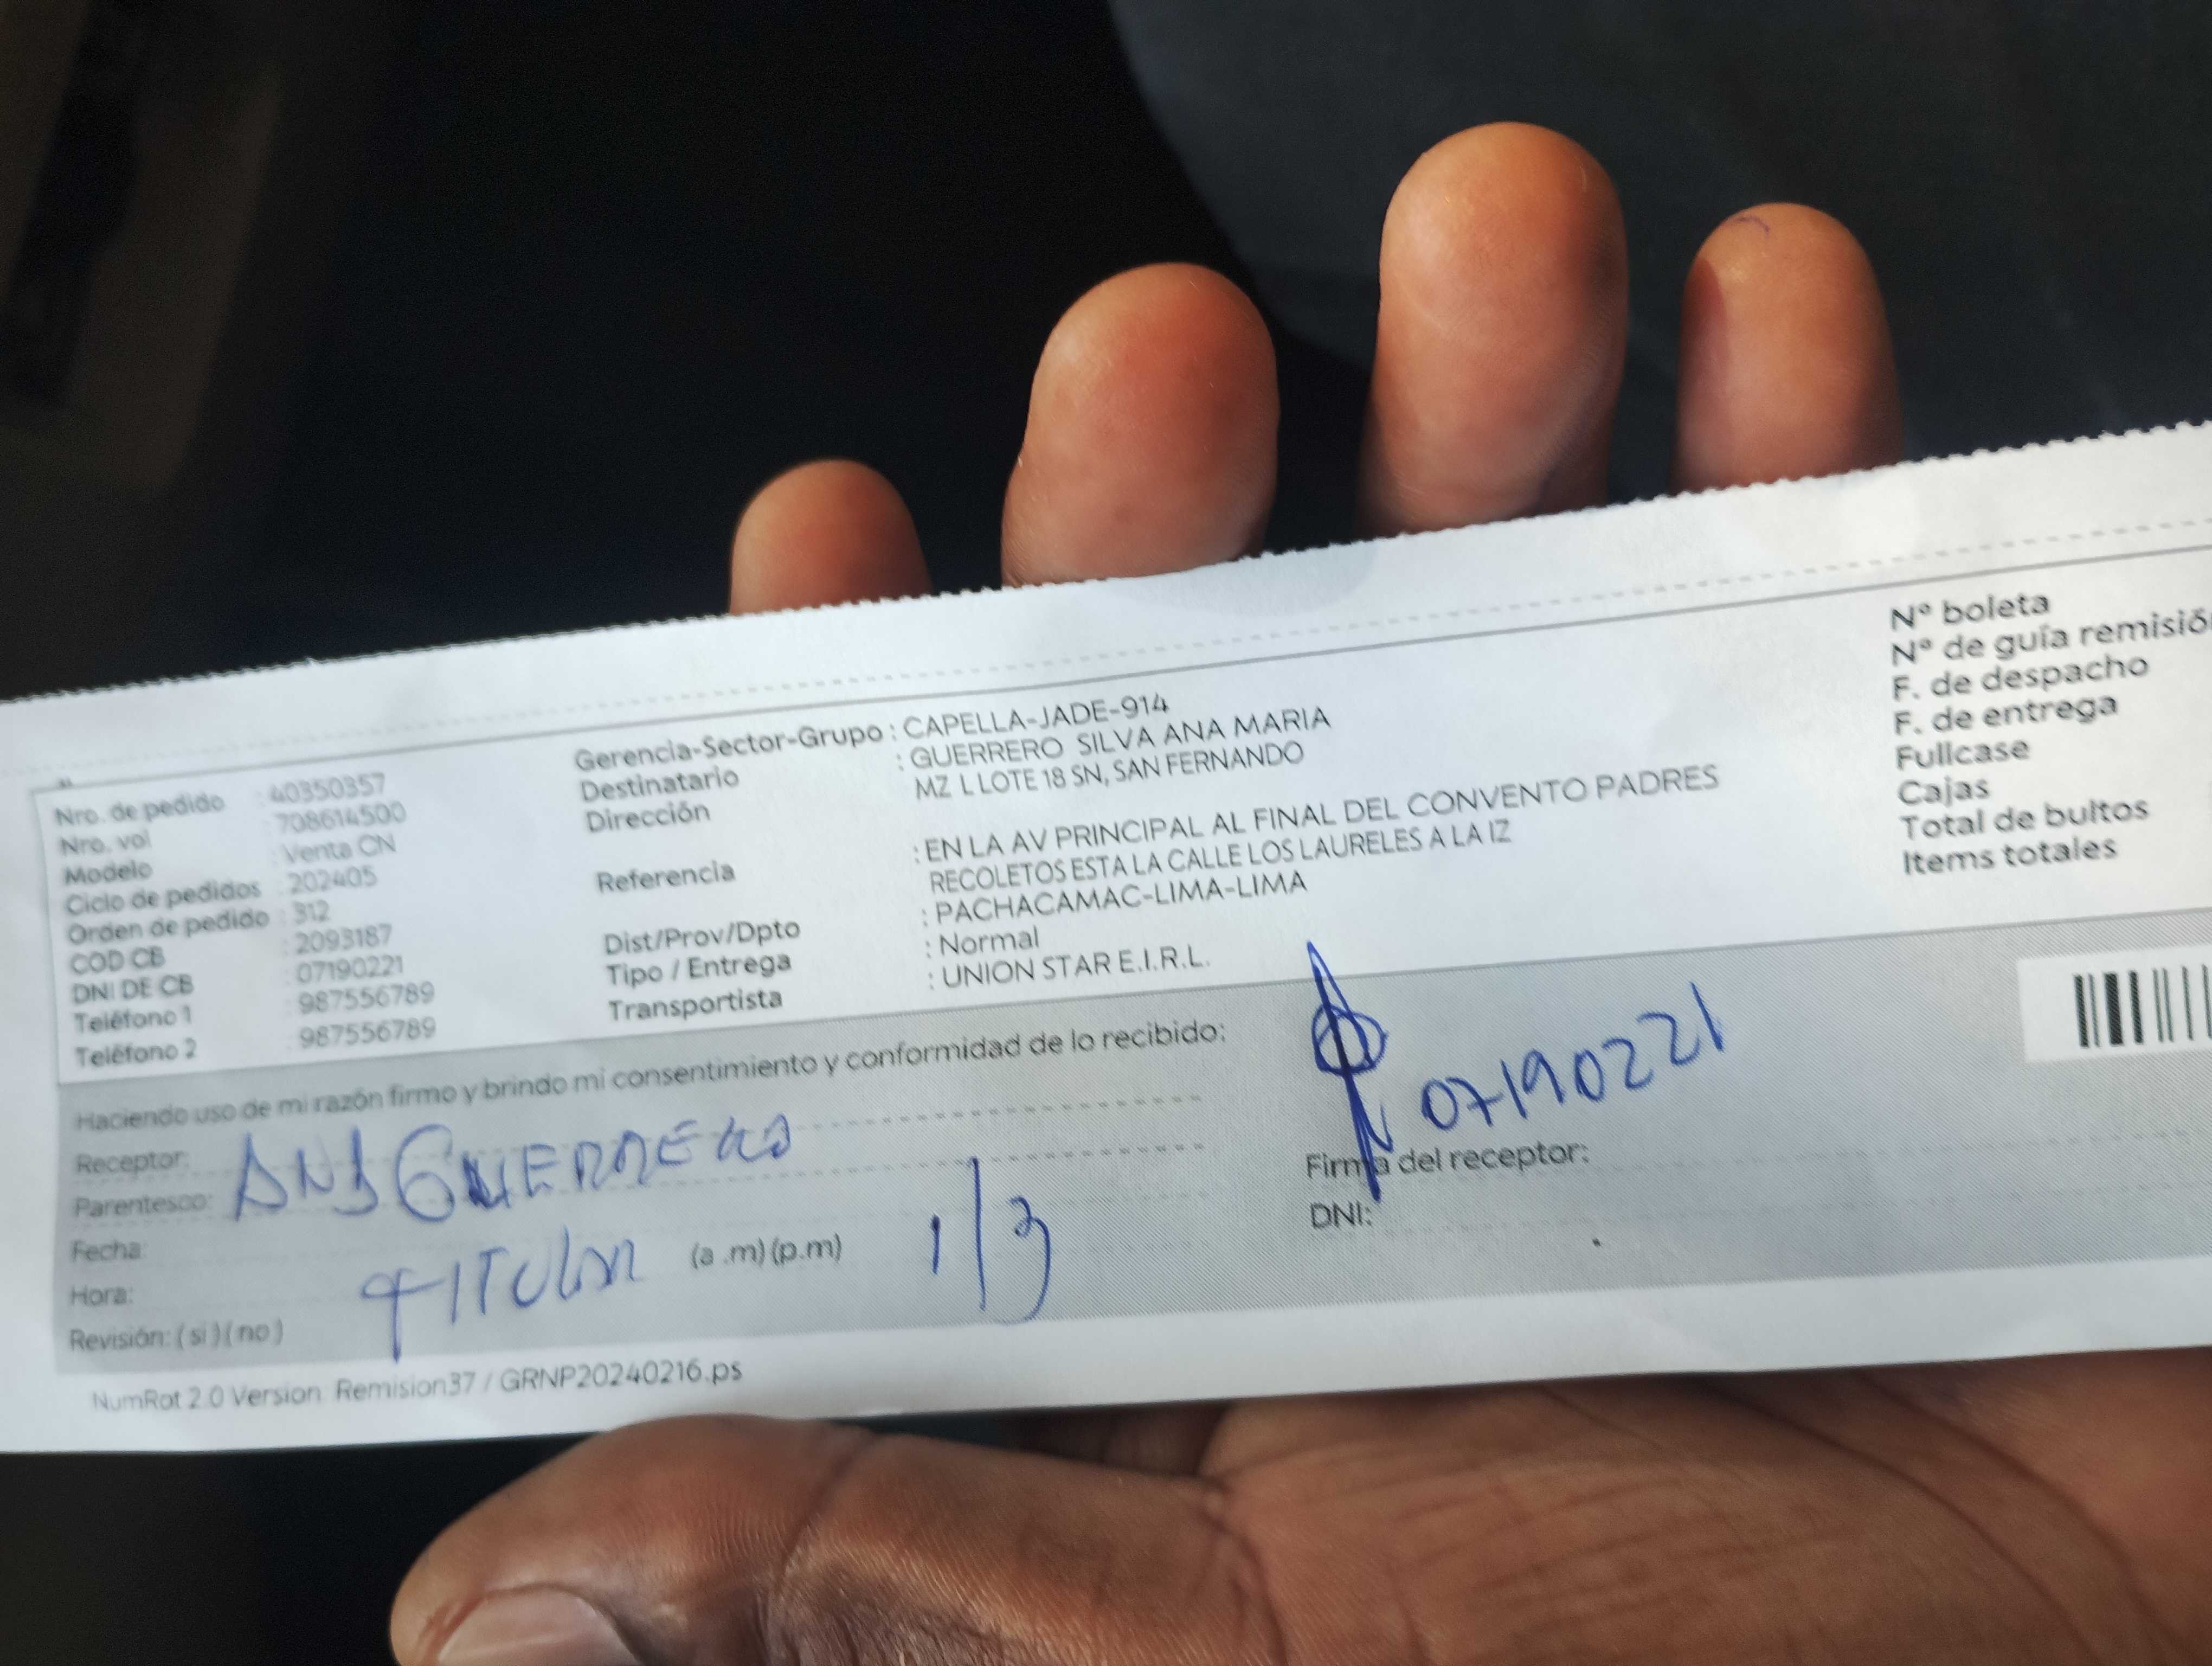 Nro. de pedido : 40350357
Nro. vol : 708614500
Modelo : Venta CN
Ciclo de pedidos : 202405
Orden de pedido : 312
COD CB : 2093187
DNI DE CB : 07190221
Teléfono 1 : 987556789
Teléfono 2 : 987556789
Gerencia-Sector-Grupo : CAPELLA-JADE-914
Destinatario : GUERRERO SILVA ANA MARIA
Dirección MZ L LOTE 18 SN, SAN FERNANDO
Referencia : EN LA AV PRINCIPAL AL FINAL DEL CONVENTO PADRES
RECOLETOS ESTA LA CALLE LOS LAURELES A LA IZ
Dist/Prov/Dpto : PACHACAMAC-LIMA-LIMA
Tipo / Entrega : Normal
Transportista : UNION STAR E.I.R.L.
N° boleta
N° de guía remisió
F. de despacho
F. de entrega
Fullcase
Cajas
Total de bultos
Items totales
Haciendo uso de mi razón firmo y brindo mi consentimiento y conformidad de lo recibido:
Receptor: ANA GUERRERO
Parentesco:
Fecha:
Hora: TITULAR (a .m) (p.m) 1/3
Revisión: ( si ) ( no )
07190221
Firma del receptor:
DNI:
NumRot 2.0 Version: Remision37 / GRNP20240216.ps